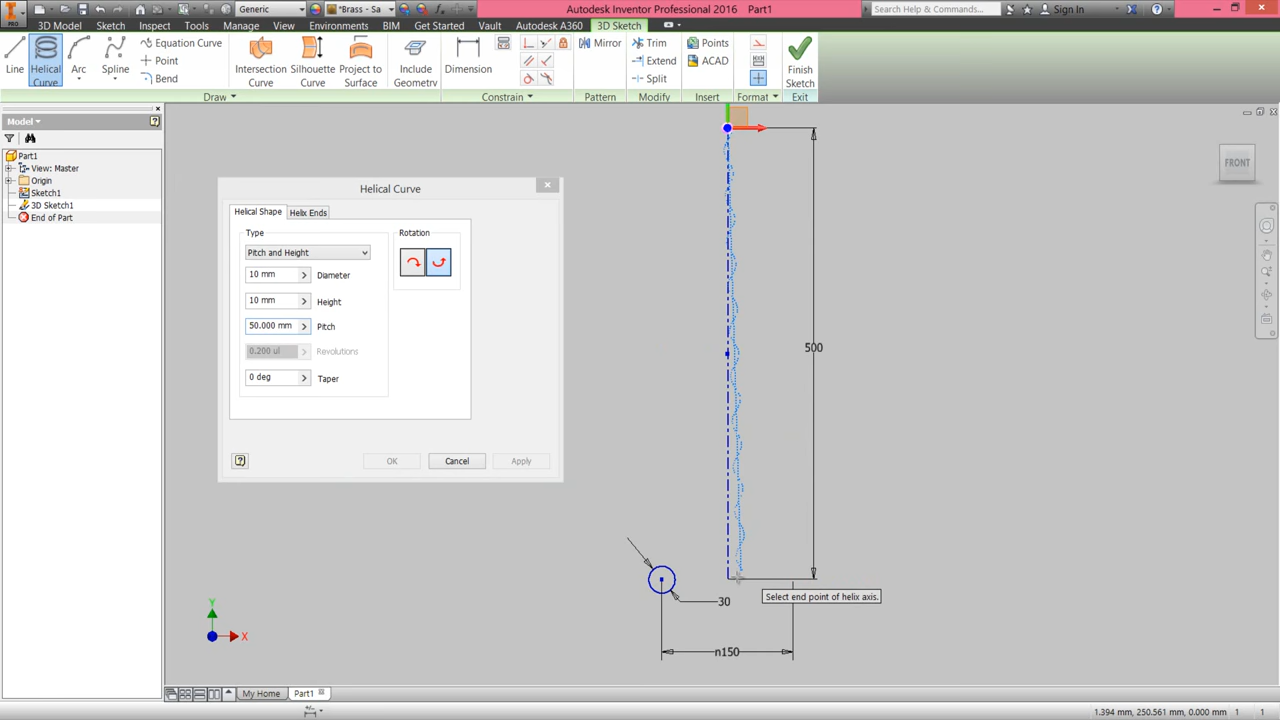 PRO Generic *Brass - Sa Autodesk Inventor Professional 2016 Part1 Search Help & Commands... Sign In
3D Model Sketch Inspect Tools Manage View Environments BIM Get Started Vault Autodesk A360 3D Sketch
Line Helical Curve Arc Spline Equation Curve Point Bend Intersection Curve Silhouette Curve Project to Surface Include Geometry Dimension Mirror Trim Extend Split Points ACAD Finish Sketch
Draw Constrain Pattern Modify Insert Format Exit
Model
Part1
View: Master
Origin
Sketch1
3D Sketch1
End of Part
Helical Curve
Helical Shape Helix Ends
Type Rotation
Pitch and Height
10 mm Diameter
10 mm Height
50.000 mm Pitch
0.200 ul Revolutions
0 deg Taper
OK Cancel Apply
FRONT
500
Select end point of helix axis.
30
n150
Y
X
My Home Part1
1.394 mm, 250.561 mm, 0.000 mm 1 1